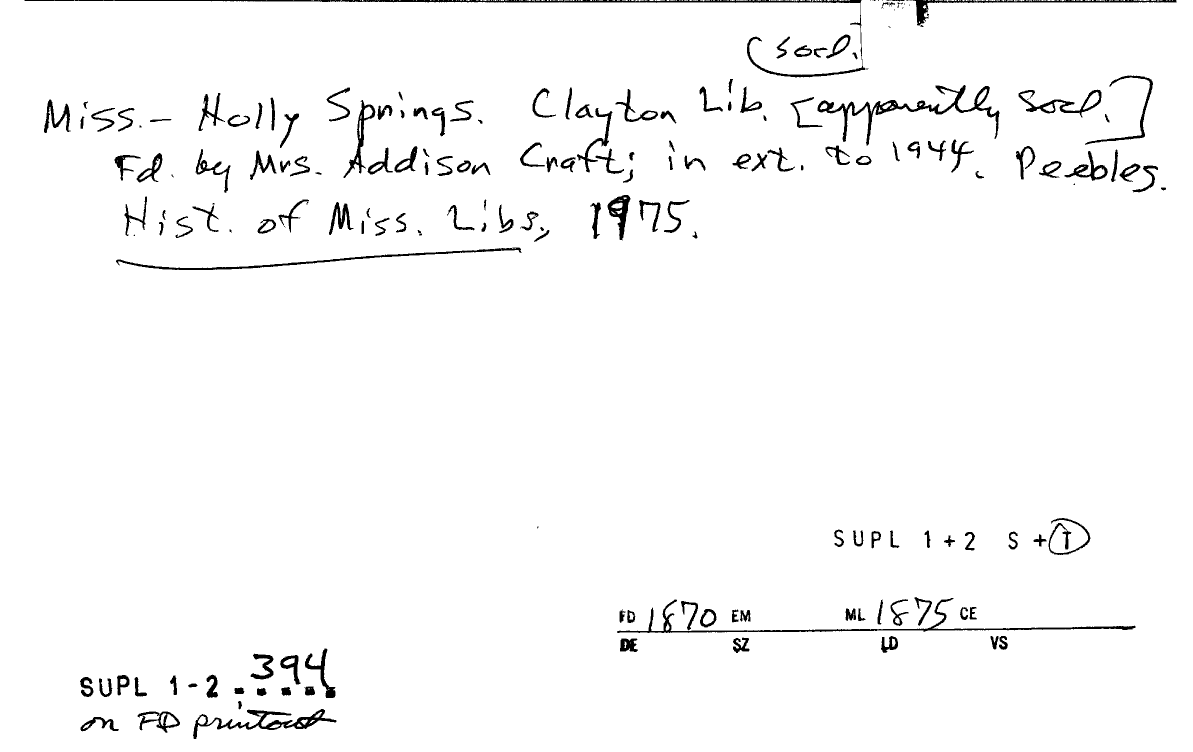 (socl.
Miss.- Holly Springs. Clayton Lib. [apparently socl.]
Fd. by Mrs. Addison Craft; in ext. to 1944. Peebles.
Hist. of Miss. Libs., 1975.
SUPL 1+2 S + T
FD 1870 EM ML 1875 CE
DE SZ LD VS
SUPL 1-2 .394
on FD printout